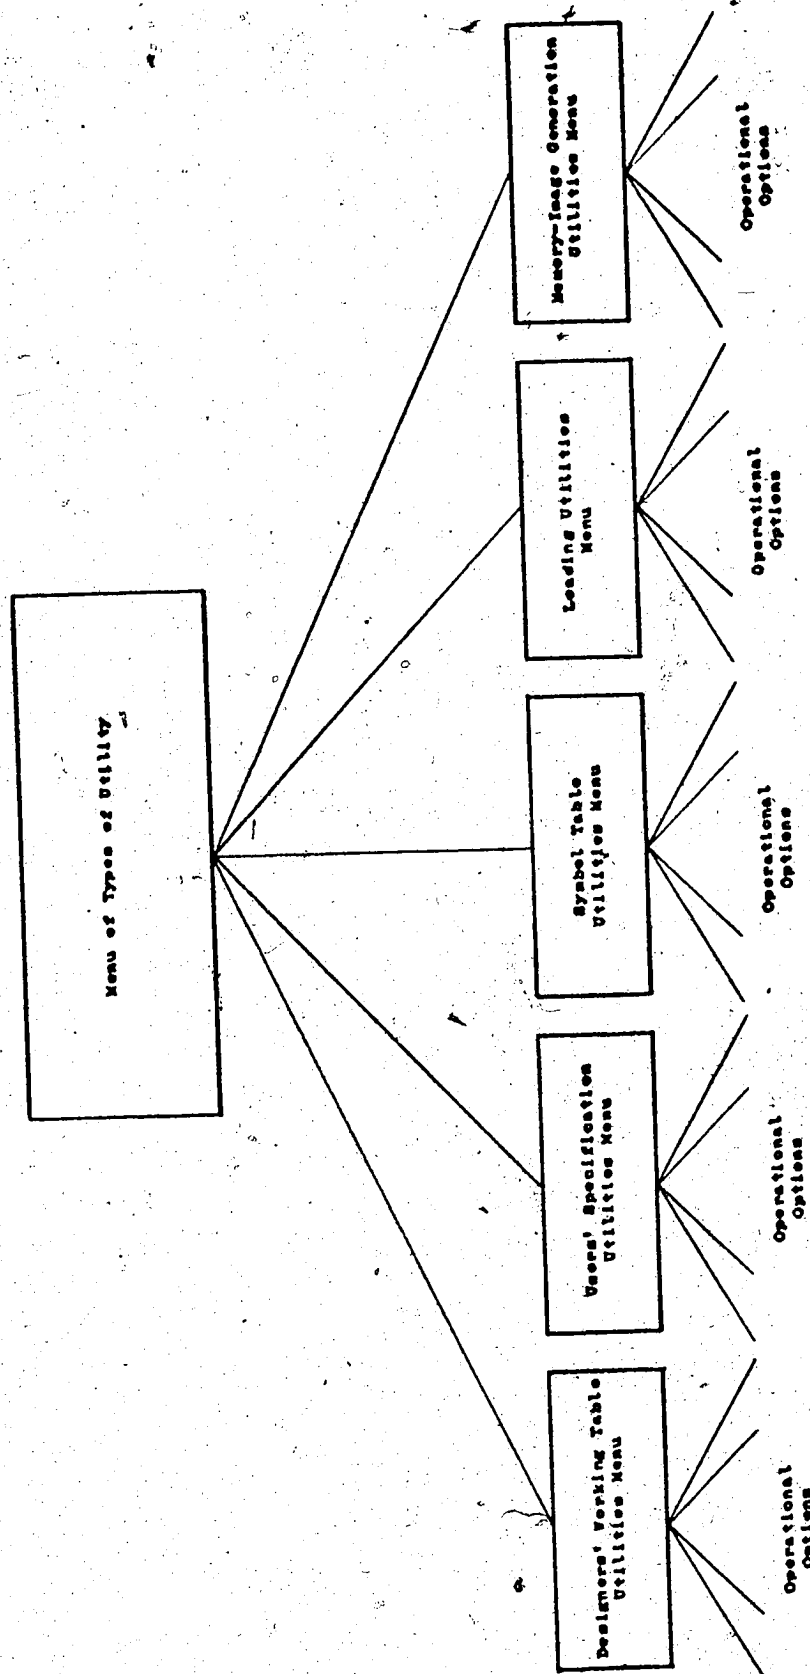 Menu of Types of Utility
Designers' Working Table
Utilities Menu
Users' Specification
Utilities Menu
Symbol Table
Utilities Menu
Loading Utilities
Menu
Memory-Image Generation
Utilities Menu
Operational
Options
Operational
Options
Operational
Options
Operational
Options
Operational
Options